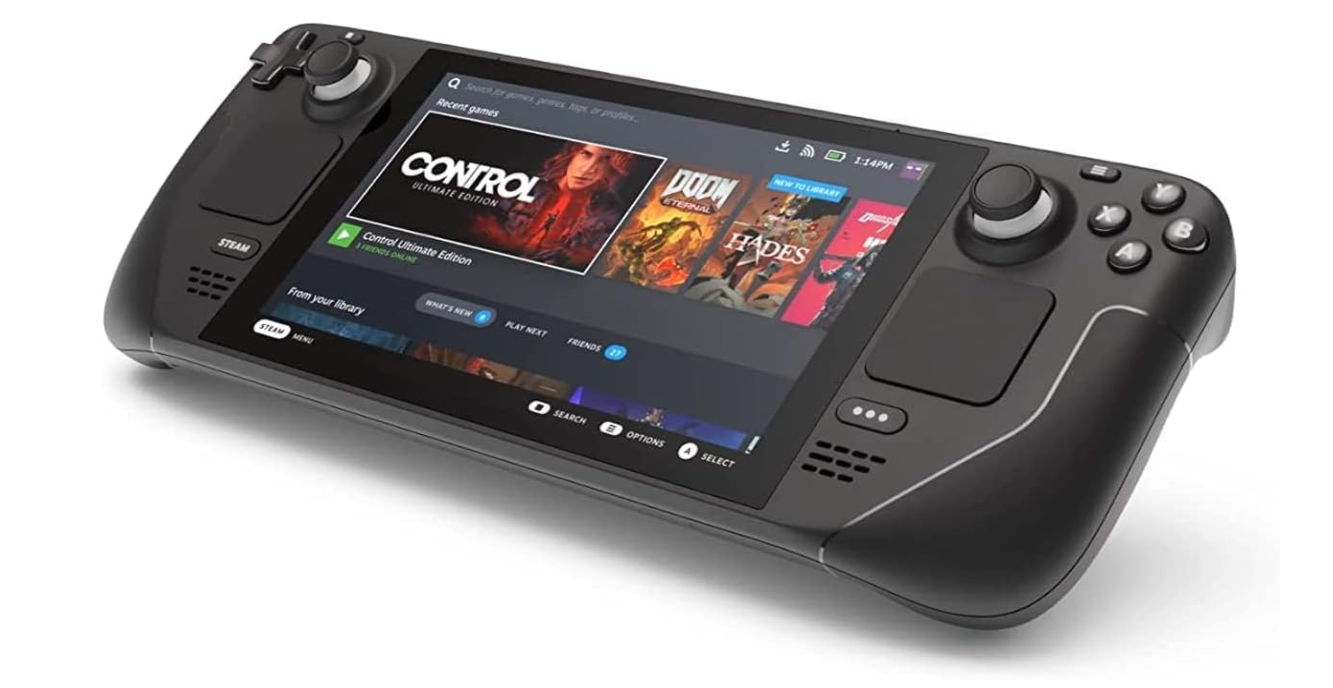 Search for games, genres, tags, or profiles...
Recent games
1:14PM
CONTROL
ULTIMATE EDITION
DOOM
ETERNAL
NEW TO LIBRARY
HADES
Control Ultimate Edition
3 FRIENDS ONLINE
STEAM
From your library
WHAT'S NEW
PLAY NEXT
FRIENDS 27
STEAM MENU
SEARCH
OPTIONS
A SELECT
Y
X
B
A